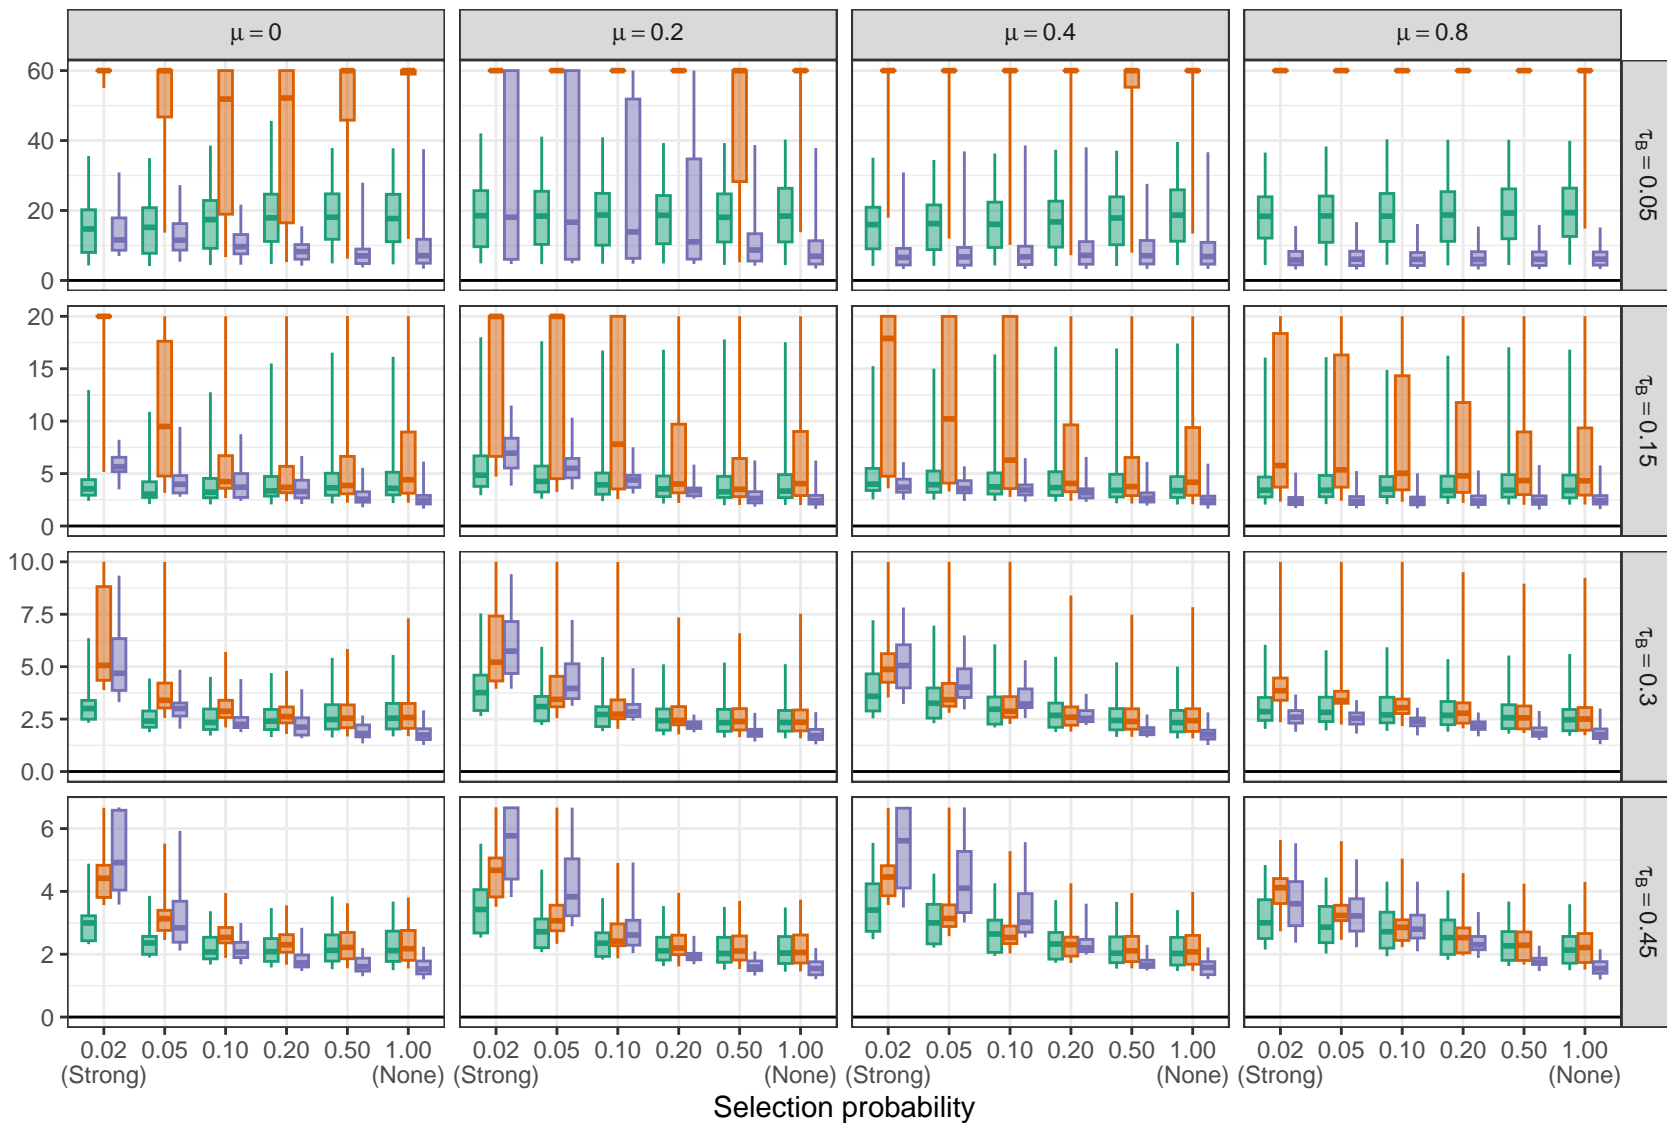 μ = 0 μ = 0.2 μ = 0.4 μ = 0.8
60
40
20
0
τB = 0.05
20
15
10
5
0
τB = 0.15
10.0
7.5
5.0
2.5
0.0
τB = 0.3
6
4
2
0
τB = 0.45
0.02 0.05 0.10 0.20 0.50 1.00 0.02 0.05 0.10 0.20 0.50 1.00 0.02 0.05 0.10 0.20 0.50 1.00 0.02 0.05 0.10 0.20 0.50 1.00
(Strong) (None) (Strong) (None) (Strong) (None) (Strong) (None)
Selection probability